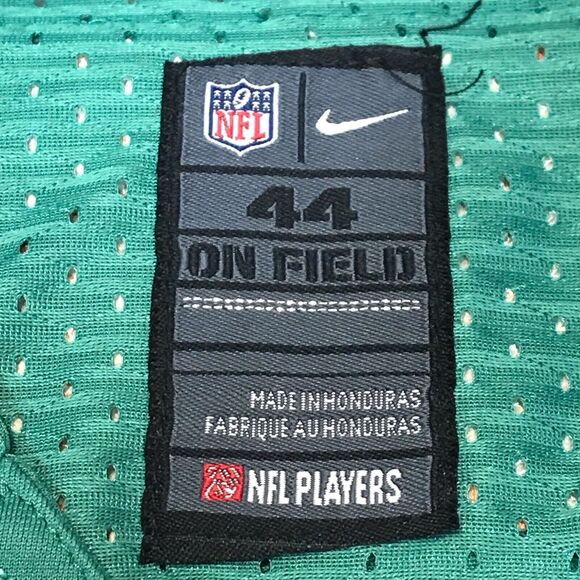 NFL
44
ON FIELD
MADE IN HONDURAS
FABRIQUE AU HONDURAS
NFL PLAYERS